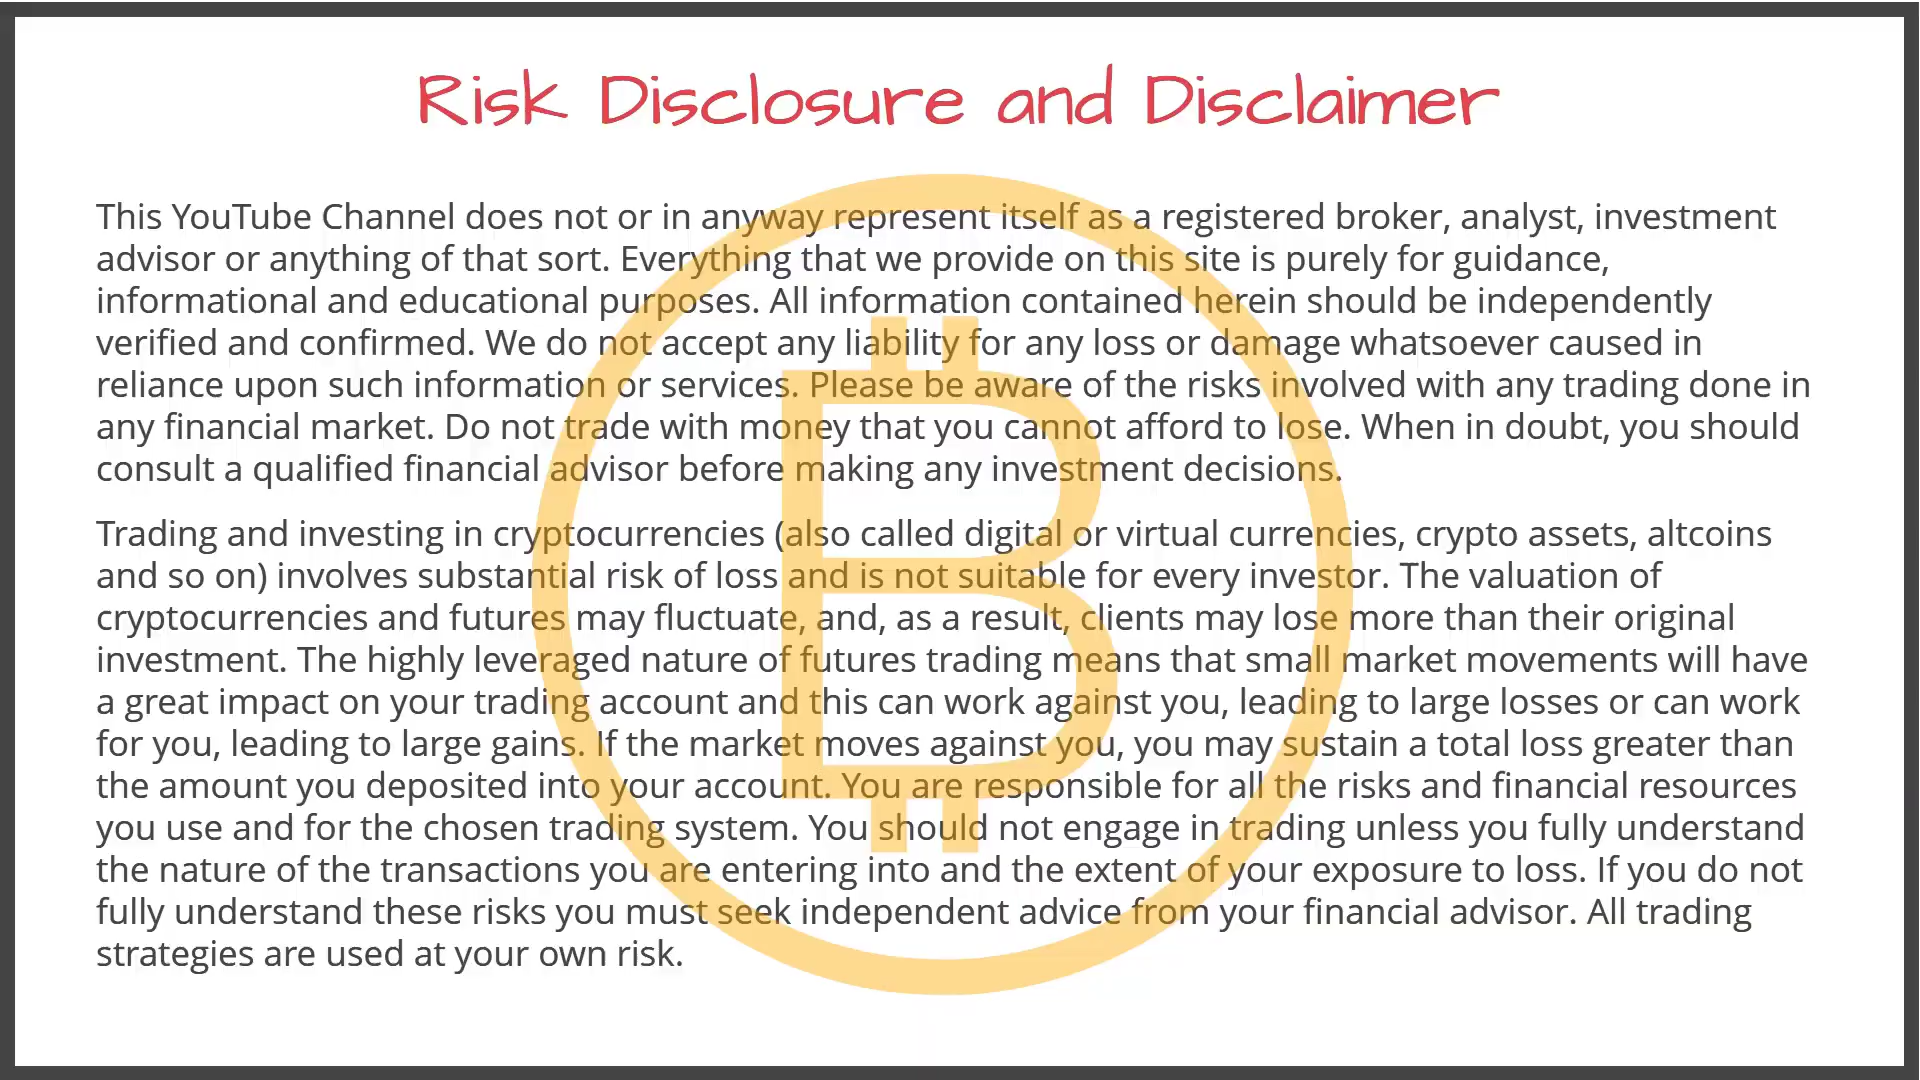 Risk Disclosure and Disclaimer
This YouTube Channel does not or in anyway represent itself as a registered broker, analyst, investment
advisor or anything of that sort. Everything that we provide on this site is purely for guidance,
informational and educational purposes. All information contained herein should be independently
verified and confirmed. We do not accept any liability for any loss or damage whatsoever caused in
reliance upon such information or services. Please be aware of the risks involved with any trading done in
any financial market. Do not trade with money that you cannot afford to lose. When in doubt, you should
consult a qualified financial advisor before making any investment decisions.
Trading and investing in cryptocurrencies (also called digital or virtual currencies, crypto assets, altcoins
and so on) involves substantial risk of loss and is not suitable for every investor. The valuation of
cryptocurrencies and futures may fluctuate, and, as a result, clients may lose more than their original
investment. The highly leveraged nature of futures trading means that small market movements will have
a great impact on your trading account and this can work against you, leading to large losses or can work
for you, leading to large gains. If the market moves against you, you may sustain a total loss greater than
the amount you deposited into your account. You are responsible for all the risks and financial resources
you use and for the chosen trading system. You should not engage in trading unless you fully understand
the nature of the transactions you are entering into and the extent of your exposure to loss. If you do not
fully understand these risks you must seek independent advice from your financial advisor. All trading
strategies are used at your own risk.